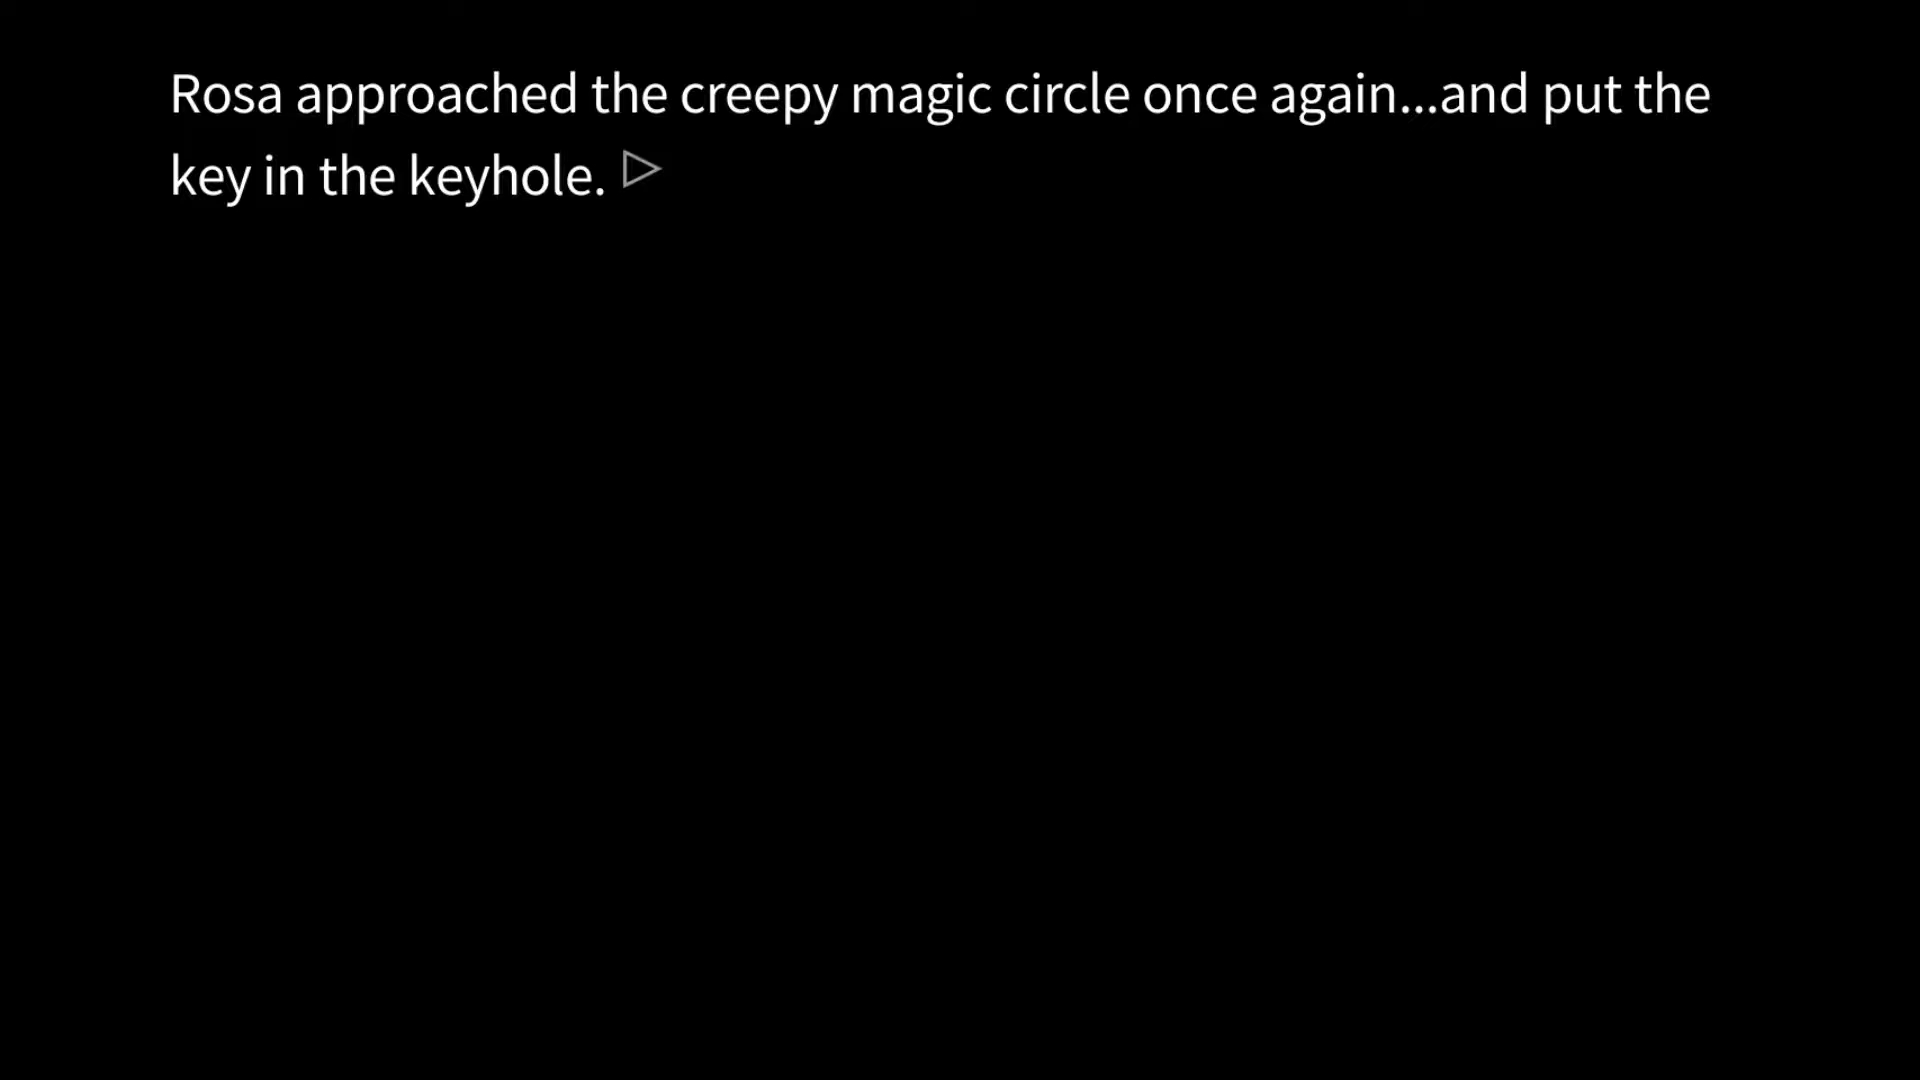 Rosa approached the creepy magic circle once again...and put the
key in the keyhole.